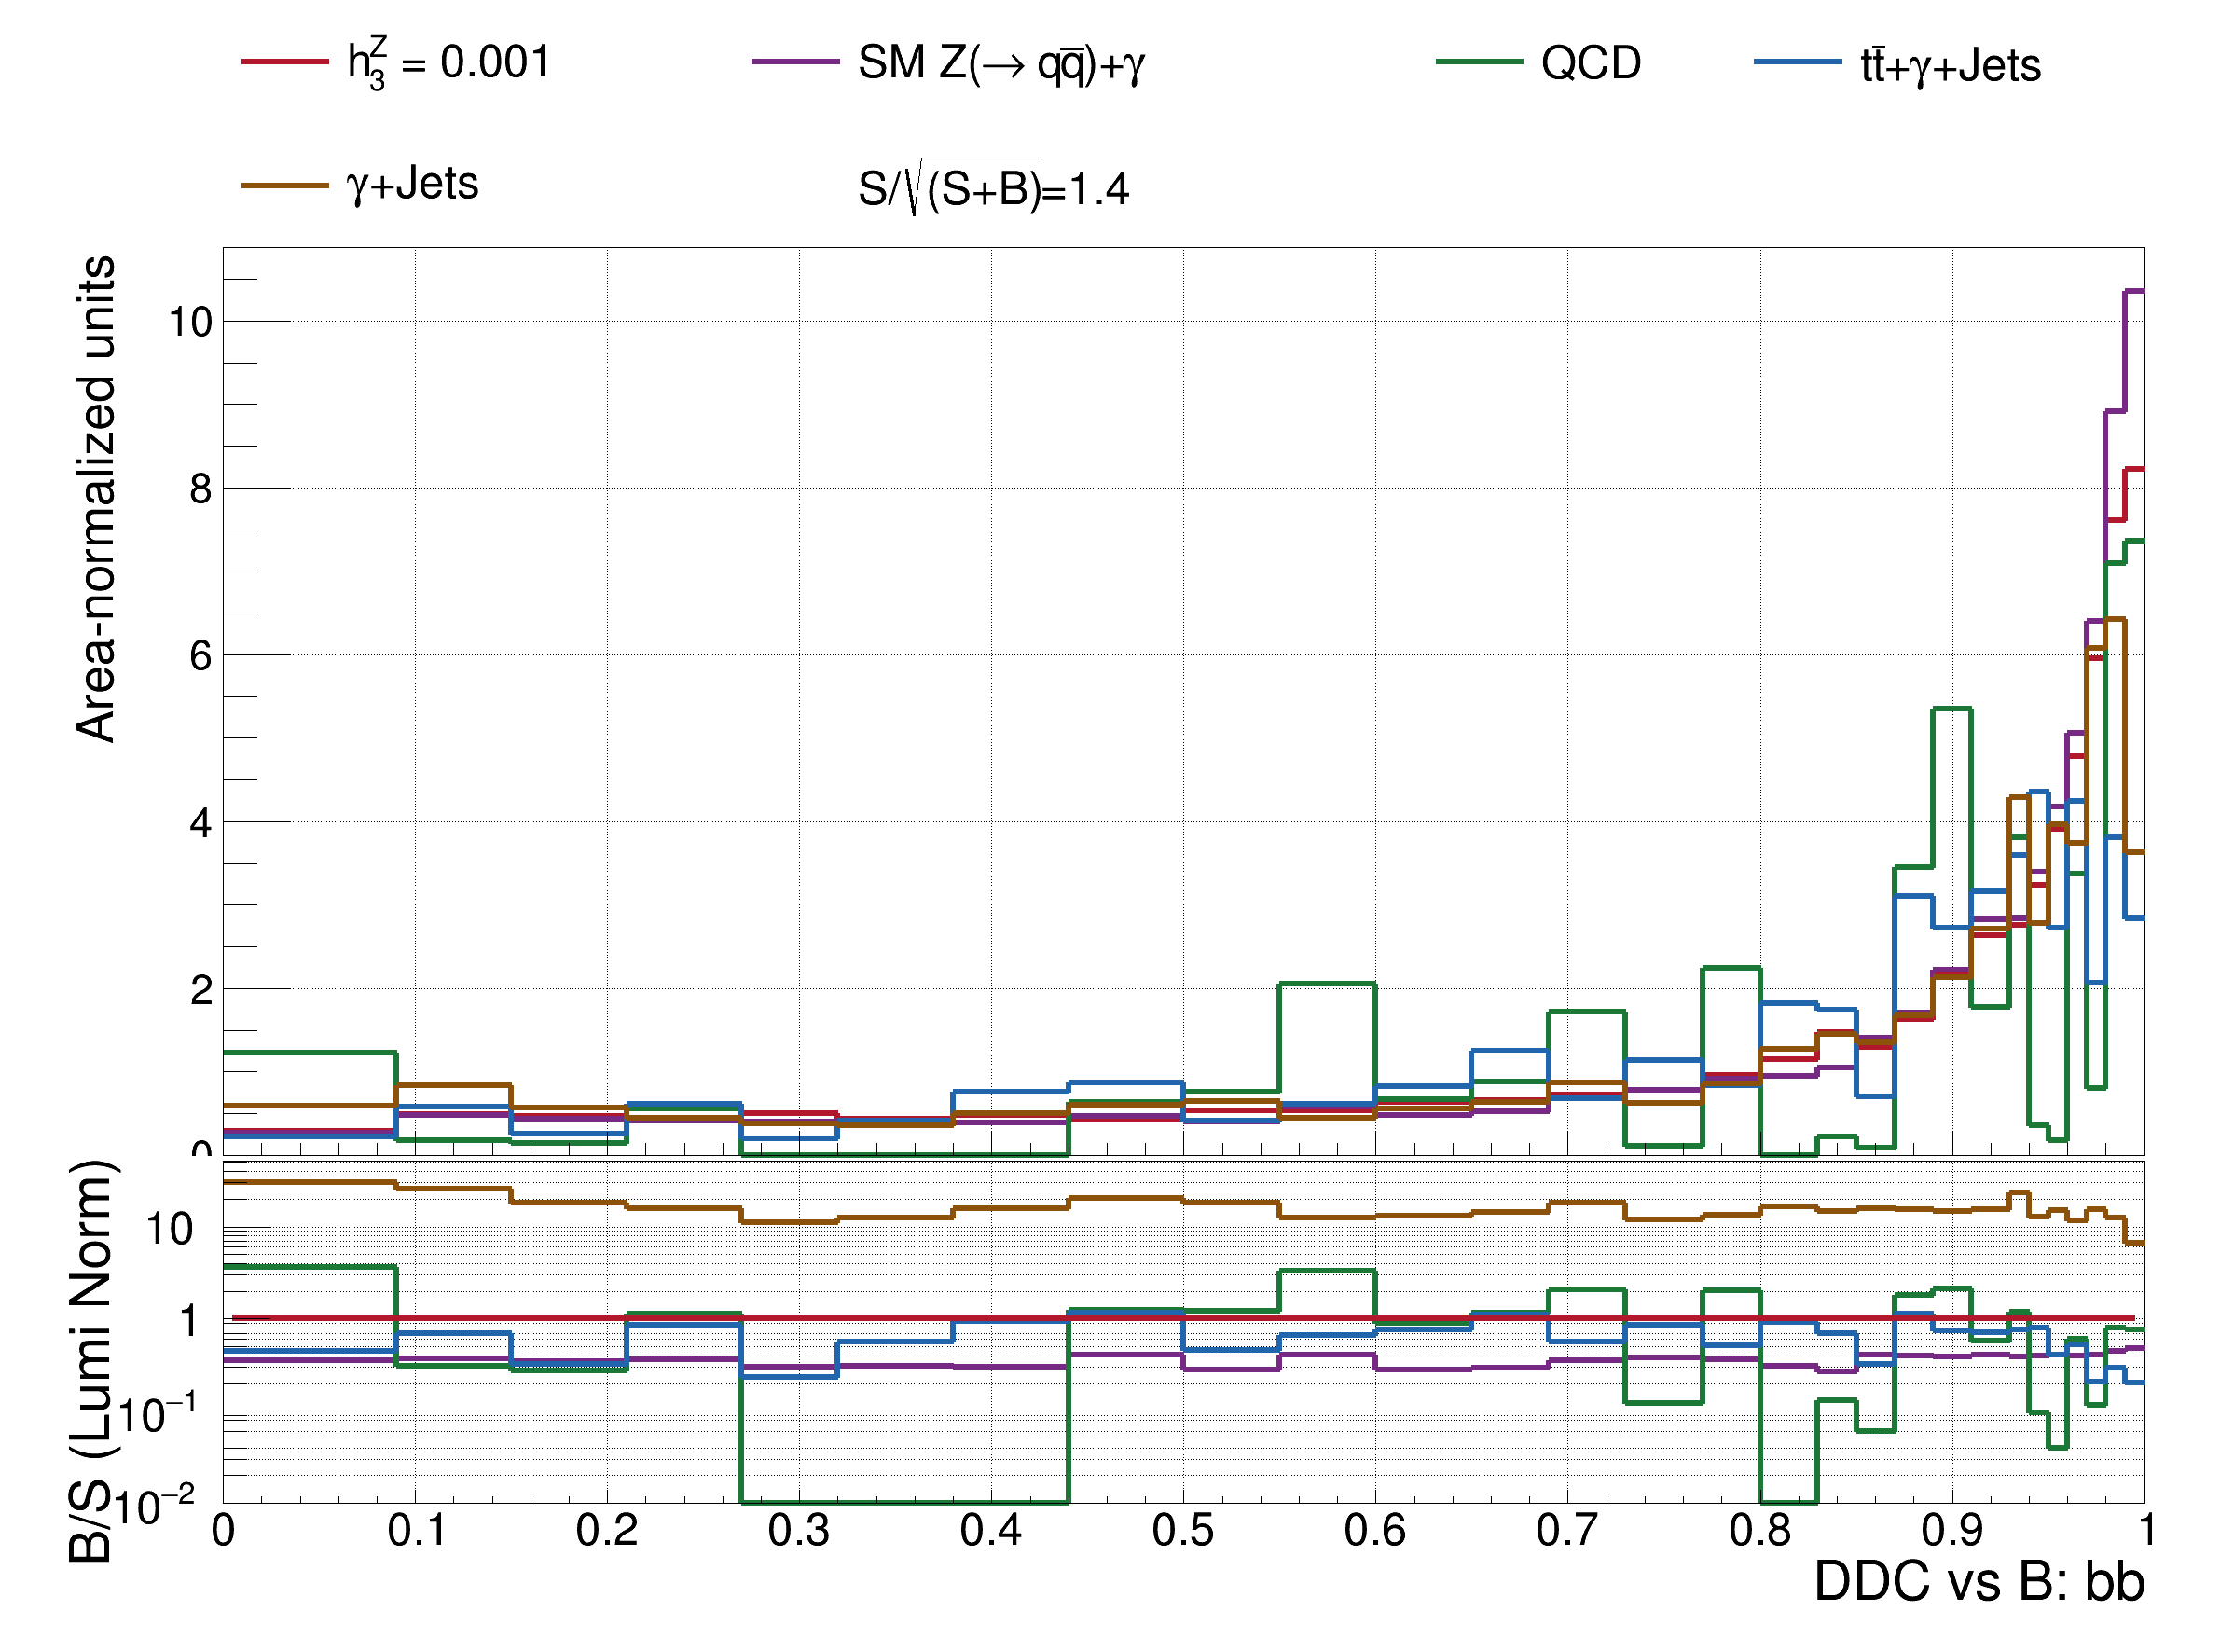 h₃ᶻ = 0.001 SM Z(→ qq̅)+γ QCD tt̅+γ+Jets
γ+Jets S/√(S+B)=1.4
Area-normalized units
10
8
6
4
2
0
B/S (Lumi Norm)
10
1
10⁻¹
10⁻²
0 0.1 0.2 0.3 0.4 0.5 0.6 0.7 0.8 0.9 1
DDC vs B: bb